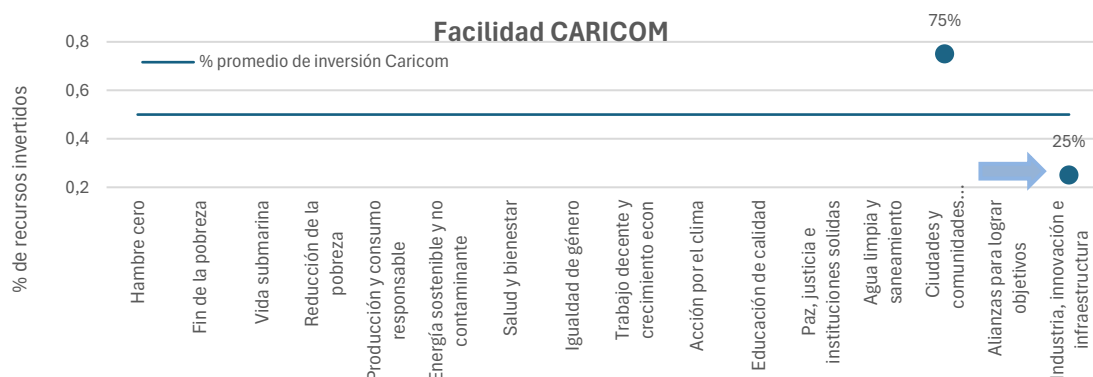 Facilidad CARICOM
% de recursos invertidos
0,8
0,6
0,4
0,2
% promedio de inversión Caricom
75%
25%
Hambre cero
Fin de la pobreza
Vida submarina
Reducción de la
pobreza
Producción y consumo
responsable
Energía sostenible y no
contaminante
Salud y bienestar
Igualdad de género
Trabajo decente y
crecimiento econ
Acción por el clima
Educación de calidad
Paz, justicia e
instituciones solidas
Agua limpia y
saneamiento
Ciudades y
comunidades…
Alianzas para lograr
objetivos
Industria, innovación e
infraestructura